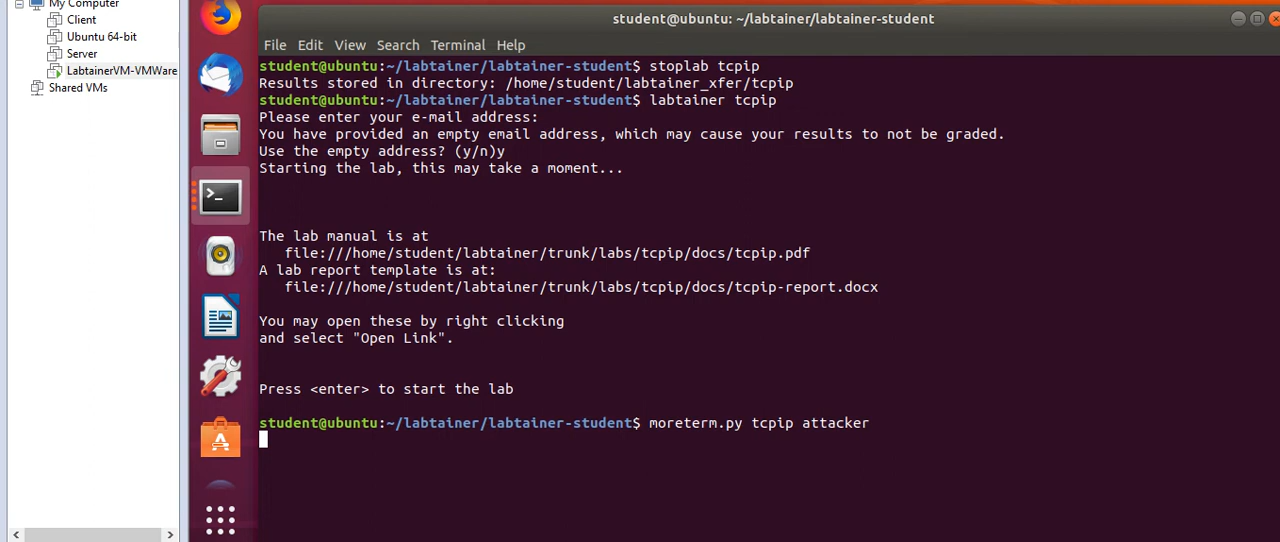 My Computer
Client
Ubuntu 64-bit
Server
LabtainerVM-VMWare
Shared VMs
student@ubuntu: ~/labtainer/labtainer-student
File Edit View Search Terminal Help
student@ubuntu:~/labtainer/labtainer-student$ stoplab tcpip
Results stored in directory: /home/student/labtainer_xfer/tcpip
student@ubuntu:~/labtainer/labtainer-student$ labtainer tcpip
Please enter your e-mail address:
You have provided an empty email address, which may cause your results to not be graded.
Use the empty address? (y/n)y
Starting the lab, this may take a moment...
The lab manual is at
file:///home/student/labtainer/trunk/labs/tcpip/docs/tcpip.pdf
A lab report template is at:
file:///home/student/labtainer/trunk/labs/tcpip/docs/tcpip-report.docx
You may open these by right clicking
and select "Open Link".
Press <enter> to start the lab
student@ubuntu:~/labtainer/labtainer-student$ moreterm.py tcpip attacker